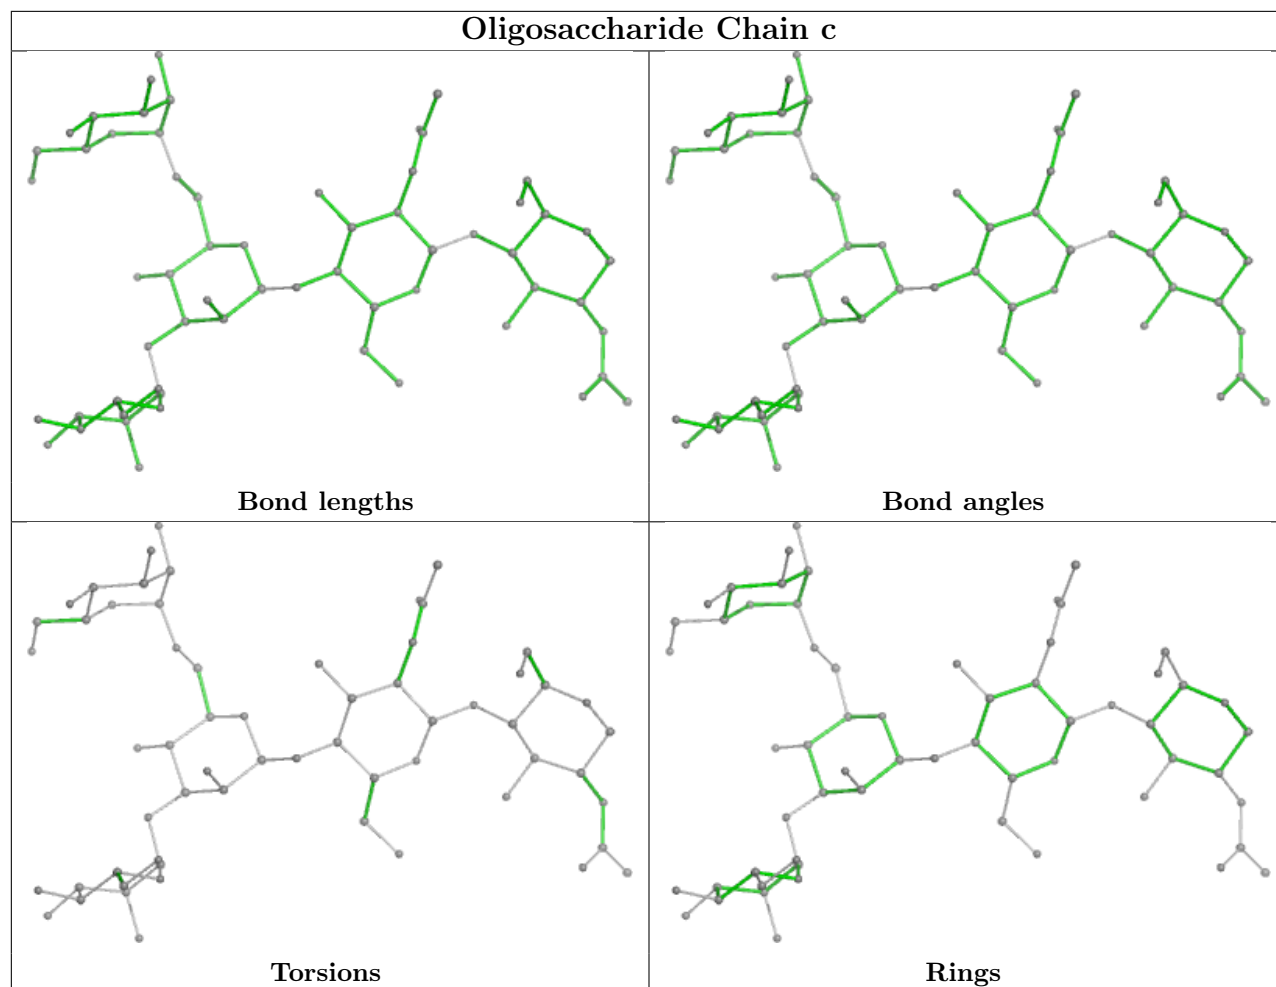 Oligosaccharide Chain c
Bond lengths
Bond angles
Torsions
Rings